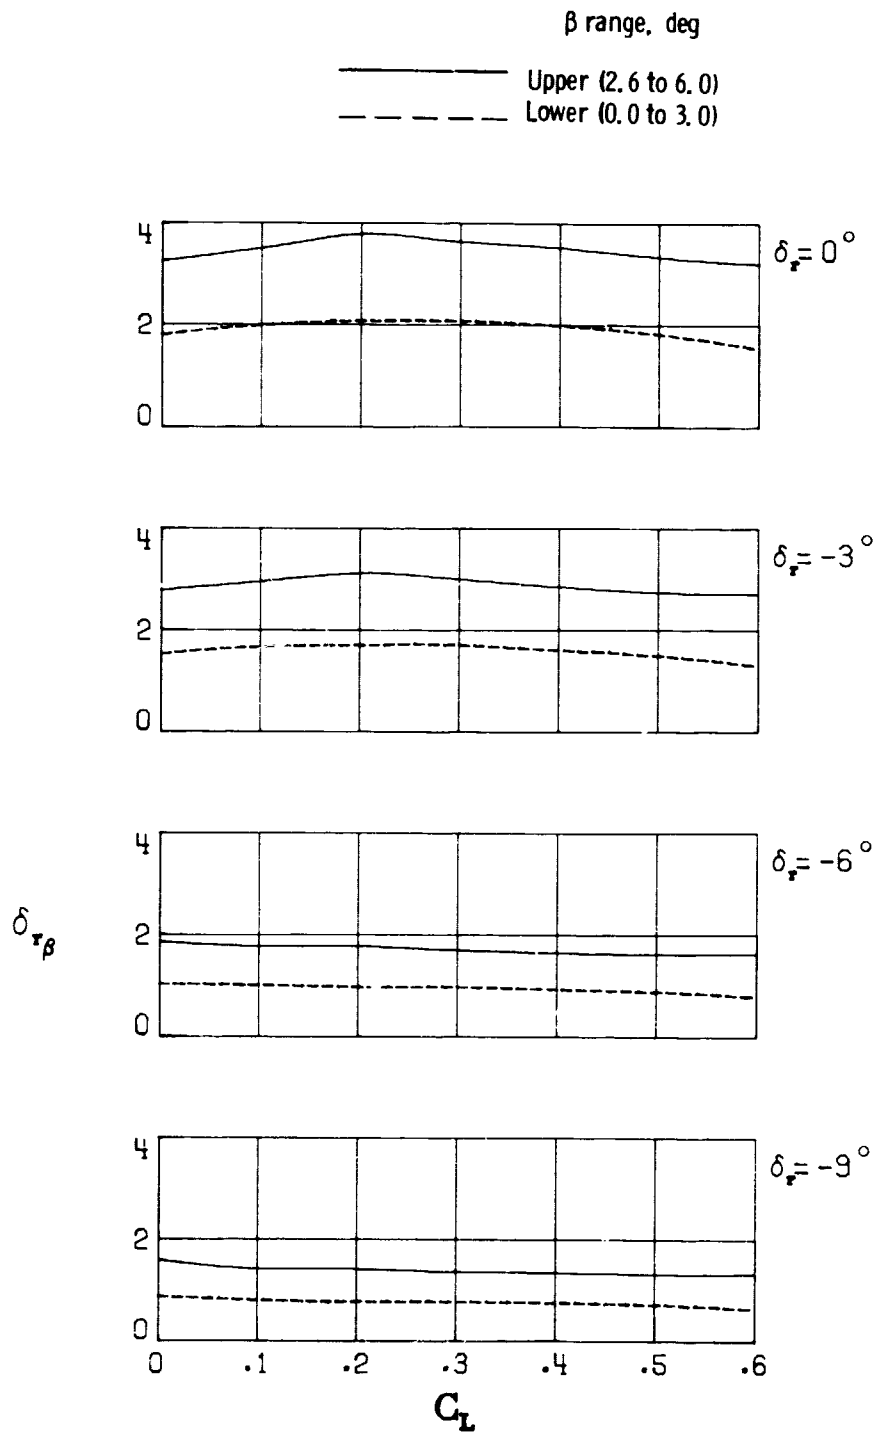 β range, deg
Upper (2.6 to 6.0)
Lower (0.0 to 3.0)
4
2
0
δr= 0°
4
2
0
δr= -3°
4
2
0
δr= -6°
δrβ
4
2
0
δr= -9°
0 .1 .2 .3 .4 .5 .6
CL